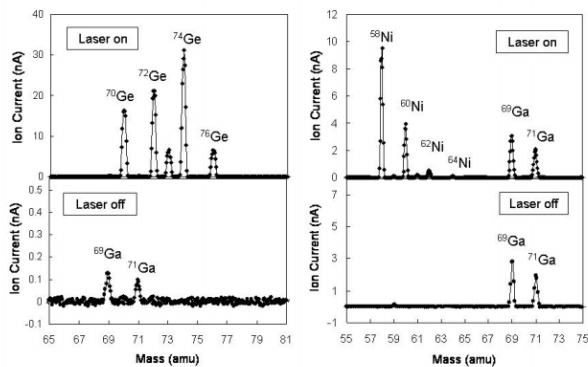 Ion Current (nA)
40
30
20
10
0
Laser on
⁷⁰Ge
⁷²Ge
⁷⁴Ge
⁷⁶Ge
Ion Current (nA)
0.5
0.4
0.3
0.2
0.1
0
-0.1
Laser off
⁶⁹Ga
⁷¹Ga
65 67 69 71 73 75 77 79 81
Mass (amu)
Ion Current (nA)
12
10
8
6
4
2
0
⁵⁸Ni
Laser on
⁶⁰Ni
⁶²Ni
⁶⁴Ni
⁶⁹Ga
⁷¹Ga
Ion Current (nA)
7
5
3
1
-1
Laser off
⁶⁹Ga
⁷¹Ga
55 57 59 61 63 65 67 69 71 73 75
Mass (amu)